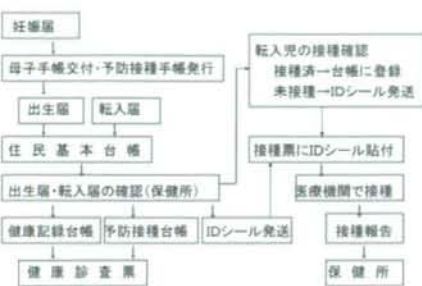 妊娠届
母子手帳交付・予防接種手帳発行
出生届
転入届
住民基本台帳
出生届・転入届の確認(保健所)
健康記録台帳
予防接種台帳
IDシール発送
健康診査票
転入児の接種確認
接種済→台帳に登録
未接種→IDシール発送
接種票にIDシール貼付
医療機関で接種
接種報告
保健所